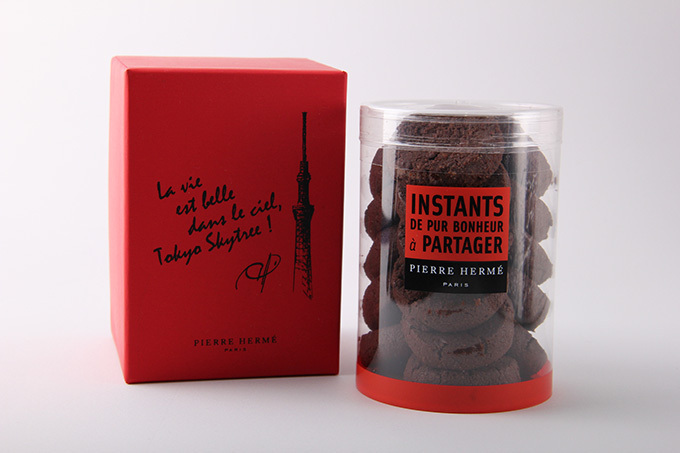 La vie
est belle
dans le ciel,
Tokyo Skytree !
PIERRE HERMÉ
PARIS
INSTANTS
DE PUR BONHEUR
à PARTAGER
PIERRE HERMÉ
PARIS